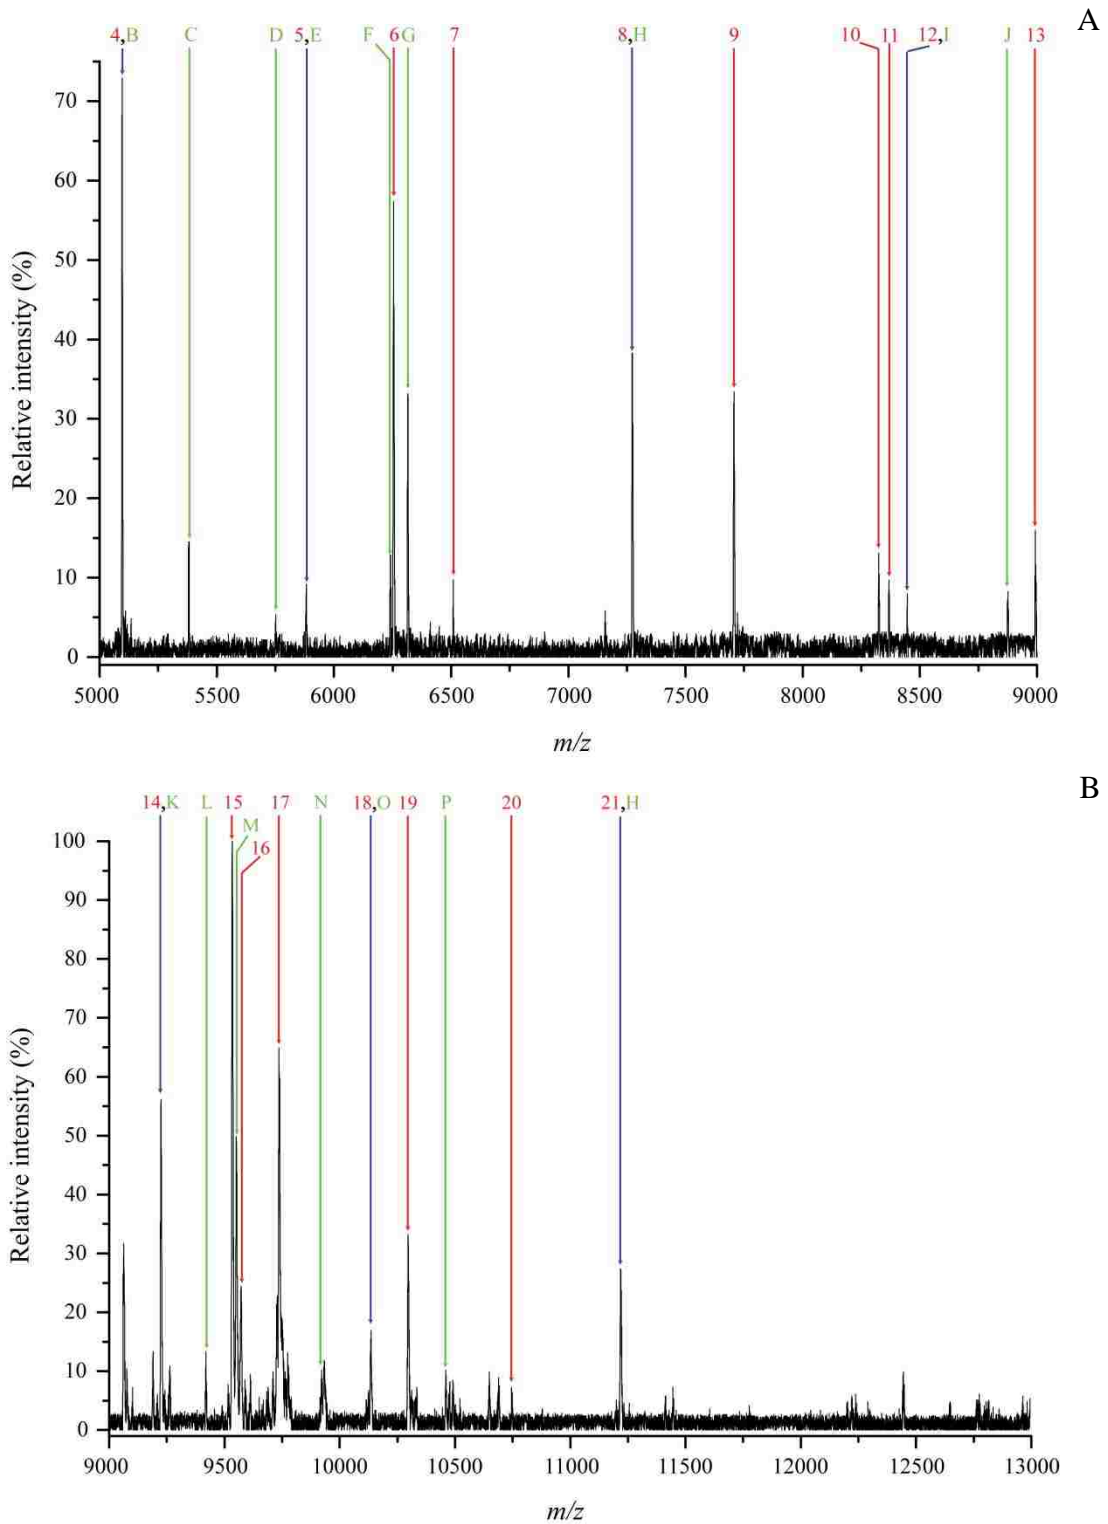 A
4,B C D 5,E F 6 G 7 8,H 9 10 11 12,I J 13
70
60
50
40
30
20
10
0
Relative intensity (%)
5000 5500 6000 6500 7000 7500 8000 8500 9000
m/z
B
14,K L 15 17 N 18,O 19 P 20 21,H
M
16
100
90
80
70
60
50
40
30
20
10
0
Relative intensity (%)
9000 9500 10000 10500 11000 11500 12000 12500 13000
m/z